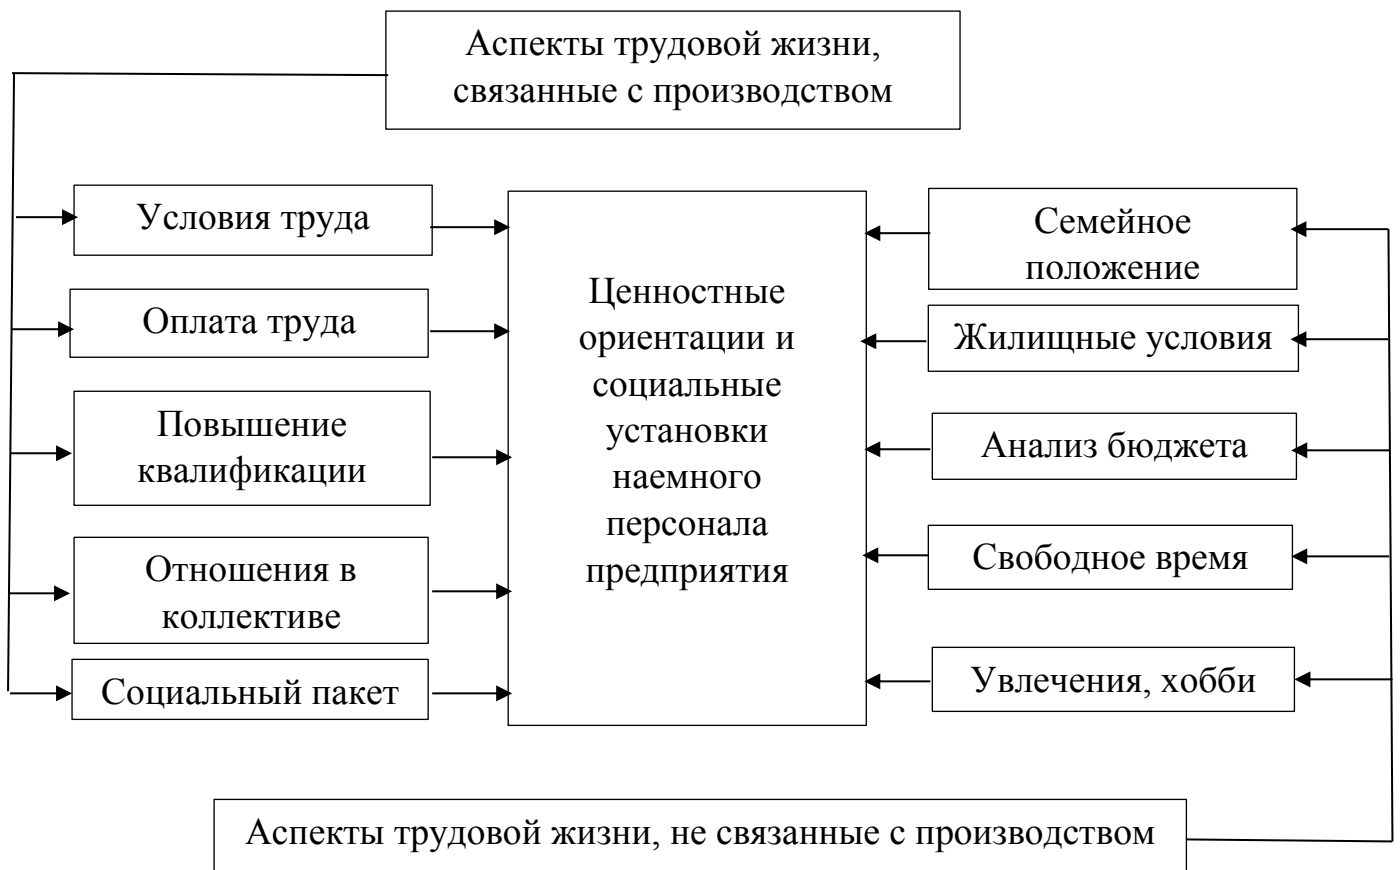 Аспекты трудовой жизни,
связанные с производством
Условия труда
Оплата труда
Повышение
квалификации
Отношения в
коллективе
Социальный пакет
Ценностные
ориентации и
социальные
установки
наемного
персонала
предприятия
Семейное
положение
Жилищные условия
Анализ бюджета
Свободное время
Увлечения, хобби
Аспекты трудовой жизни, не связанные с производством